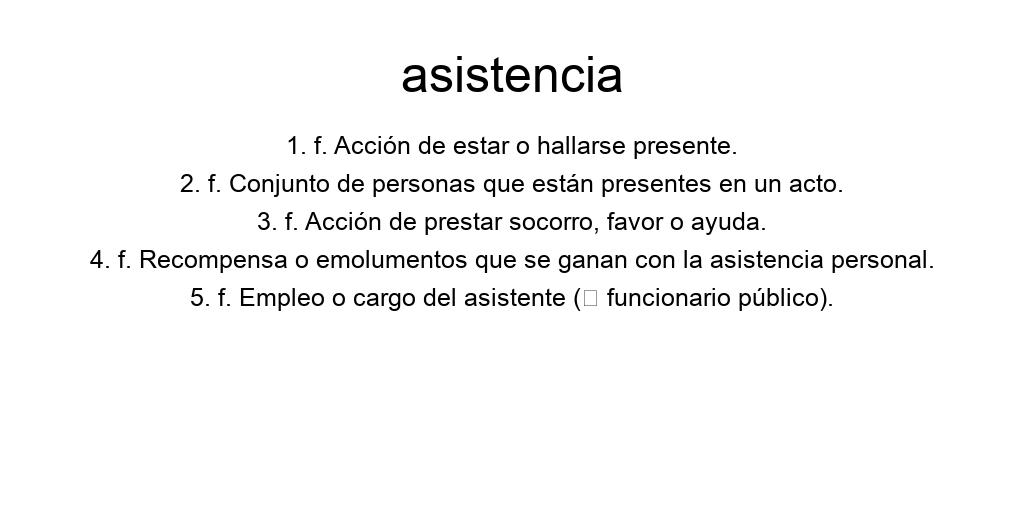 asistencia
1. f. Acción de estar o hallarse presente.
2. f. Conjunto de personas que están presentes en un acto.
3. f. Acción de prestar socorro, favor o ayuda.
4. f. Recompensa o emolumentos que se ganan con la asistencia personal.
5. f. Empleo o cargo del asistente (□ funcionario público).